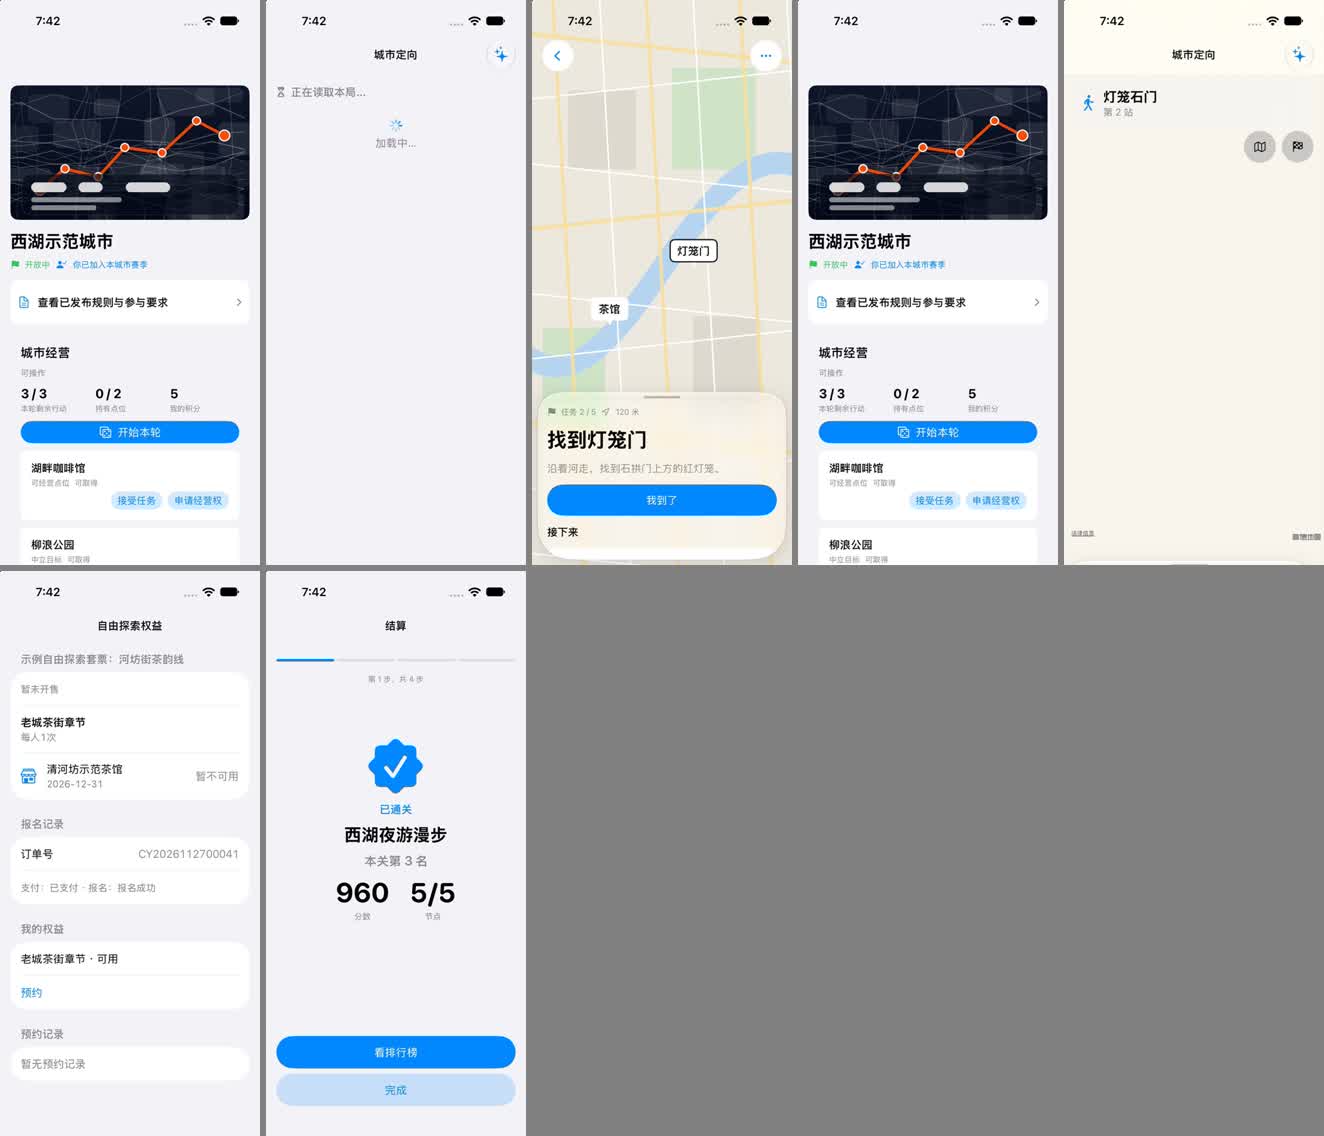 7:42
西湖示范城市
开放中 你已加入本城市赛季
查看已发布规则与参与要求
城市经营
可操作
3 / 3 0 / 2 5
本轮剩余行动 持有点位 我的积分
开始本轮
湖畔咖啡馆
可经营点位 可取得
接受任务 申请经营权
柳浪公园
中立目标 可取得
7:42
城市定向
正在读取本局...
加载中...
7:42
灯笼门
茶馆
任务 2 / 5 120 米
找到灯笼门
沿着河走，找到石拱门上方的红灯笼。
我到了
接下来
7:42
西湖示范城市
开放中 你已加入本城市赛季
查看已发布规则与参与要求
城市经营
可操作
3 / 3 0 / 2 5
本轮剩余行动 持有点位 我的积分
开始本轮
湖畔咖啡馆
可经营点位 可取得
接受任务 申请经营权
柳浪公园
中立目标 可取得
7:42
城市定向
灯笼石门
第 2 站
7:42
自由探索权益
示例自由探索套票：河坊街茶韵线
暂未开售
老城茶街章节
每人1次
清河坊示范茶馆
2026-12-31
暂不可用
报名记录
订单号 CY2026112700041
支付：已支付 · 报名：报名成功
我的权益
老城茶街章节 · 可用
预约
预约记录
暂无预约记录
7:42
结算
第 1 步，共 4 步
已通关
西湖夜游漫步
本关第 3 名
960 5/5
分数 节点
看排行榜
完成